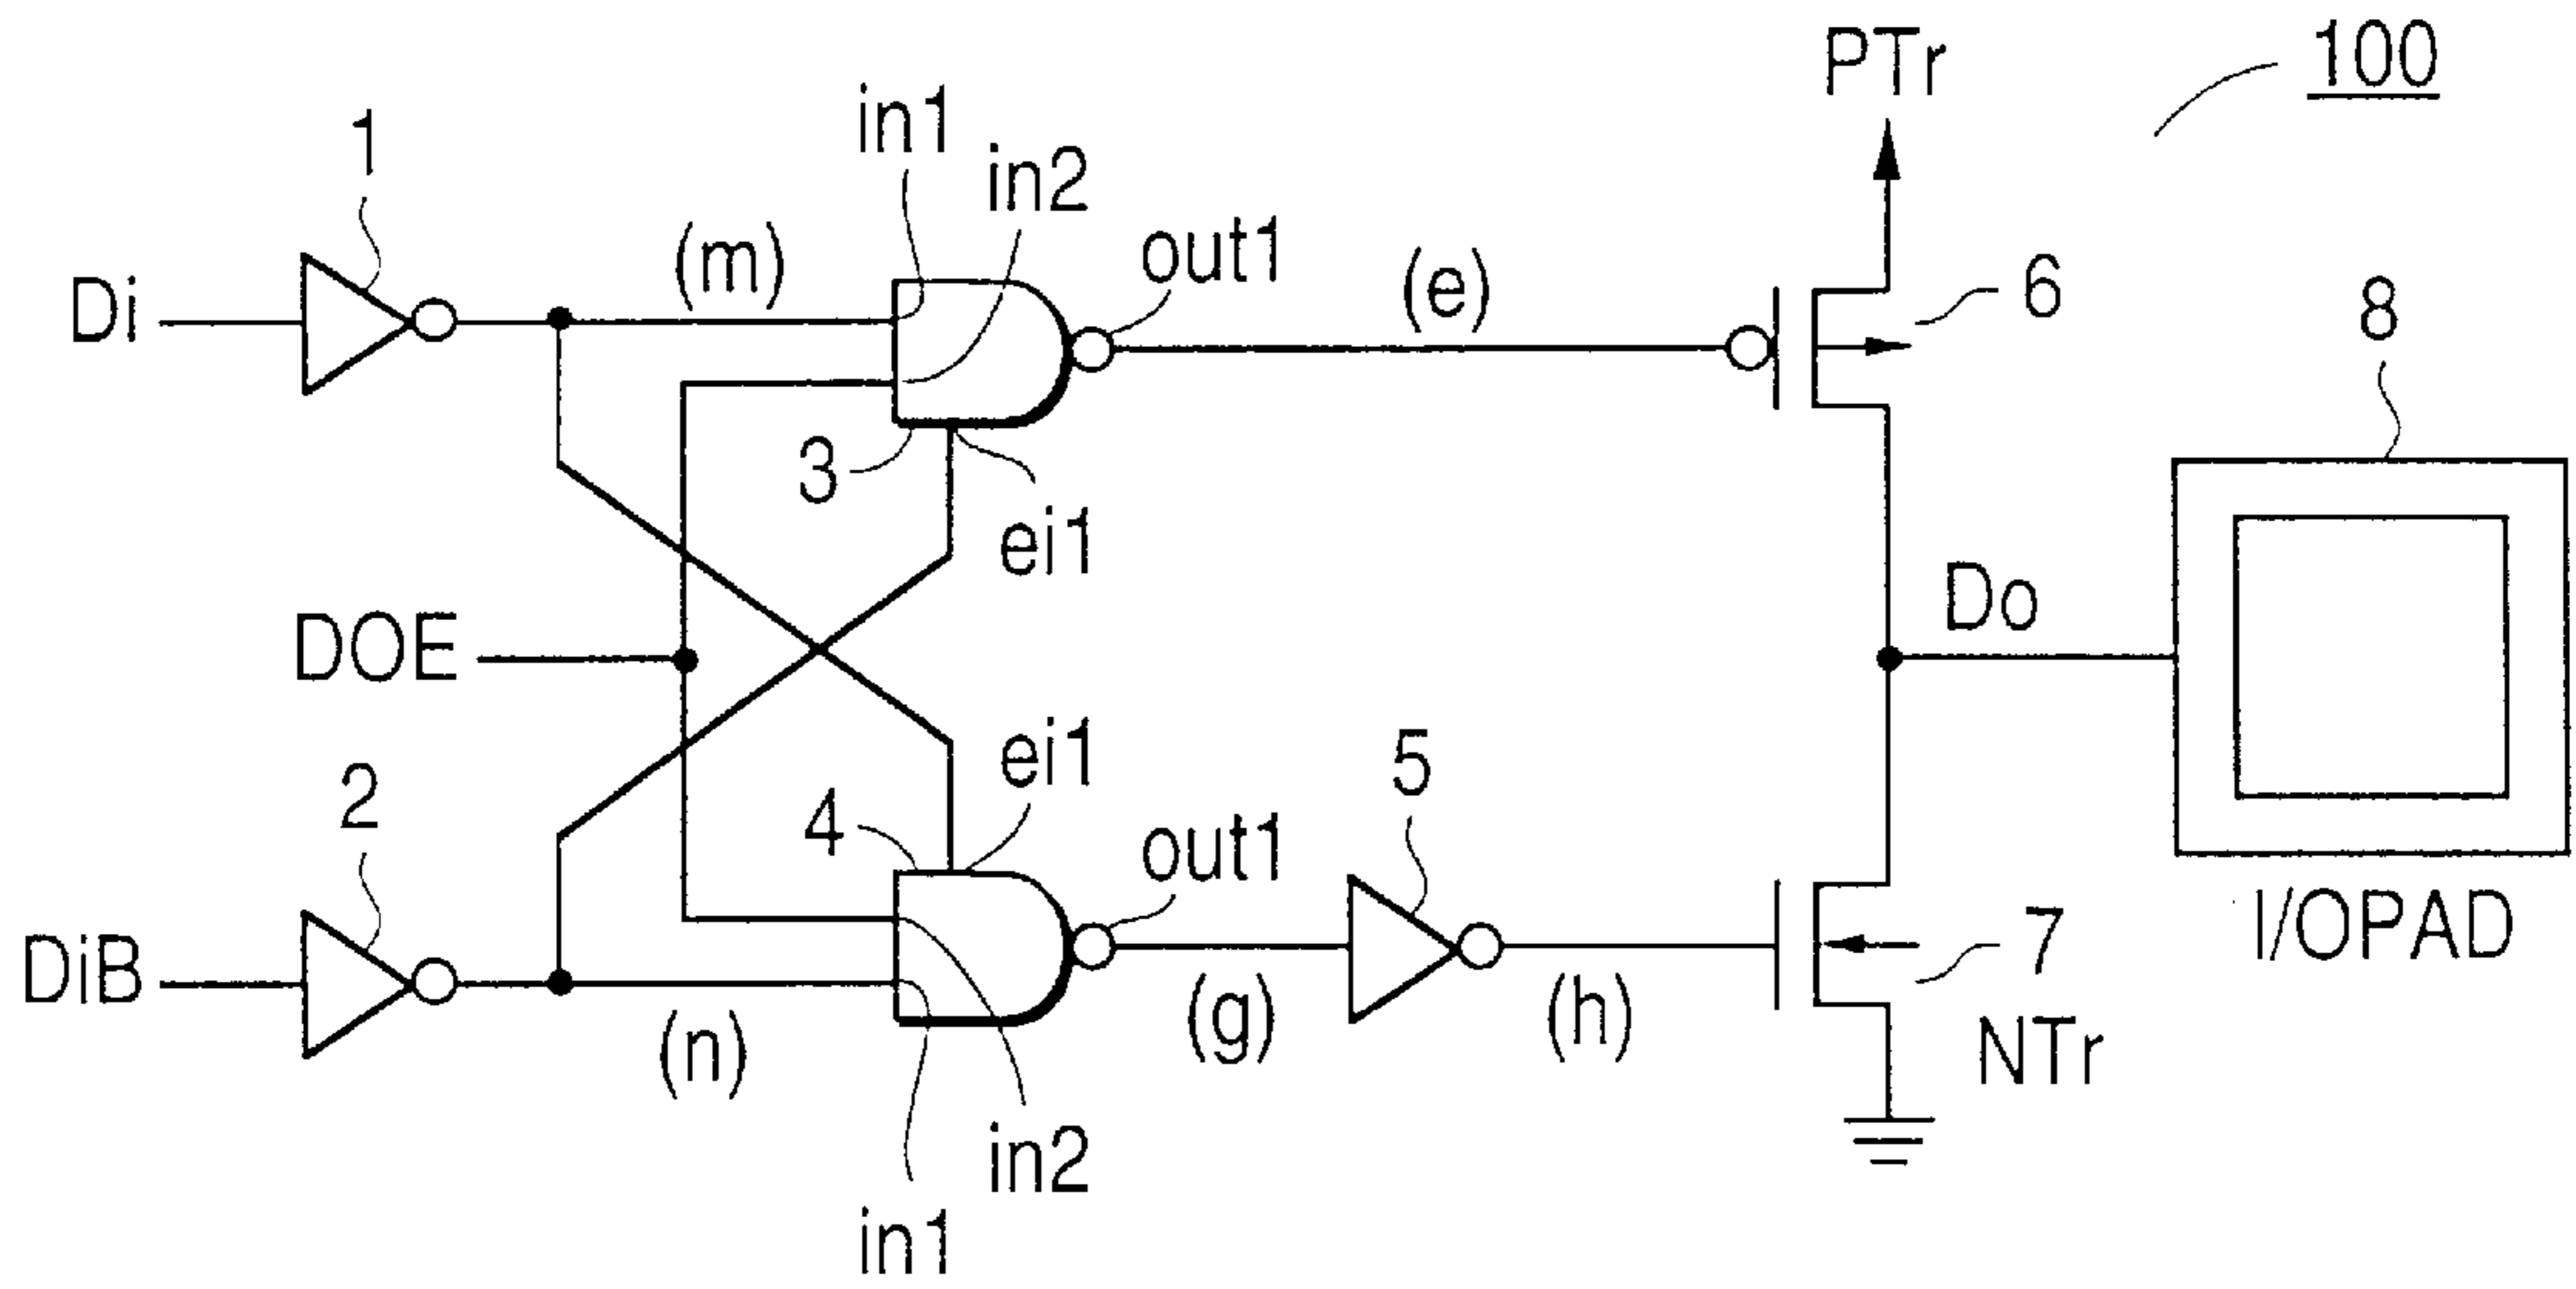 PTr
100
in1
1
in2
out1
(m)
(e)
6
Di
8
3
ei1
Do
DOE
ei1
5
2
4
out1
I/OPAD
7
DiB
(n)
(g)
(h)
NTr
in2
in1